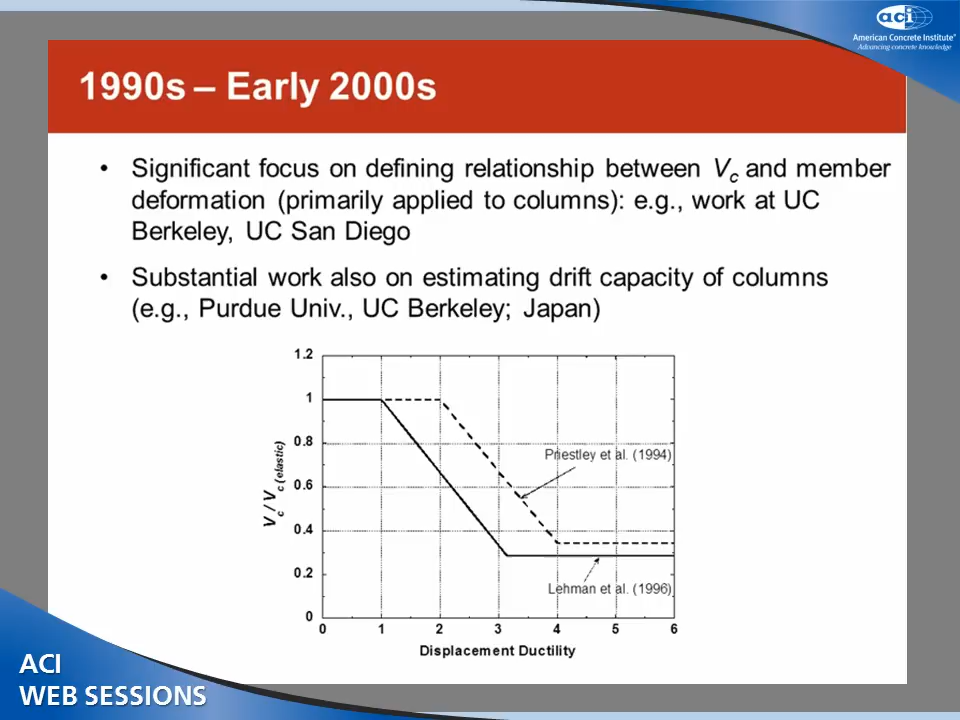 aci
American Concrete Institute®
Advancing concrete knowledge
1990s – Early 2000s
• Significant focus on defining relationship between Vc and member
deformation (primarily applied to columns): e.g., work at UC
Berkeley, UC San Diego
• Substantial work also on estimating drift capacity of columns
(e.g., Purdue Univ., UC Berkeley; Japan)
1.2
1
0.8
0.6
0.4
0.2
0
Vc / Vc (elastic)
Priestley et al. (1994)
Lehman et al. (1996)
0 1 2 3 4 5 6
Displacement Ductility
ACI
WEB SESSIONS